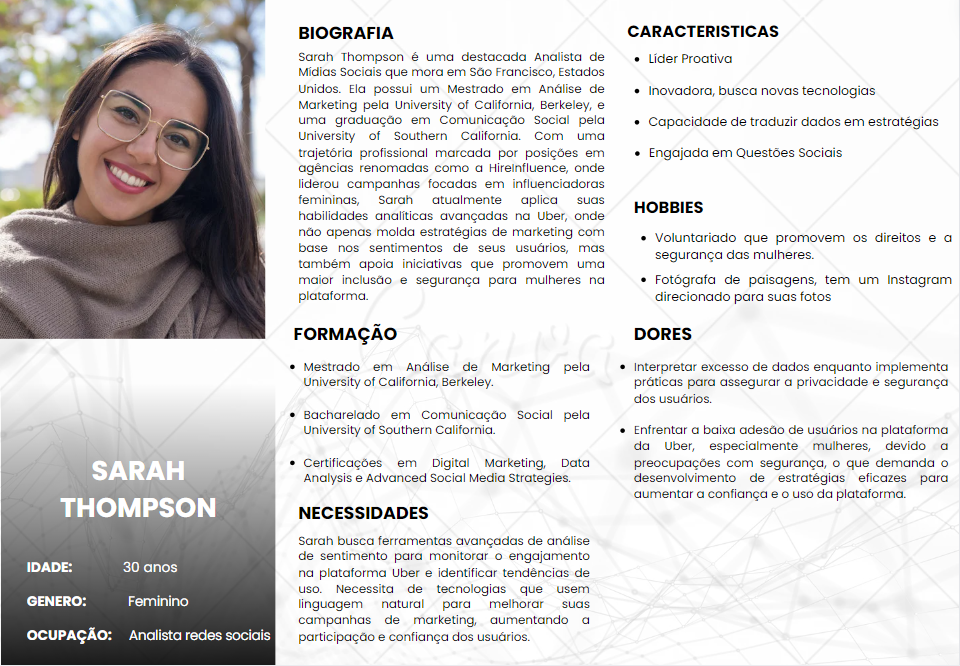 BIOGRAFIA
Sarah Thompson é uma destacada Analista de
Mídias Sociais que mora em São Francisco, Estados
Unidos. Ela possui um Mestrado em Análise de
Marketing pela University of California, Berkeley, e
uma graduação em Comunicação Social pela
University of Southern California. Com uma
trajetória profissional marcada por posições em
agências renomadas como a HireInfluence, onde
liderou campanhas focadas em influenciadoras
femininas, Sarah atualmente aplica suas
habilidades analíticas avançadas na Uber, onde
não apenas molda estratégias de marketing com
base nos sentimentos de seus usuários, mas
também apoia iniciativas que promovem uma
maior inclusão e segurança para mulheres na
plataforma.
CARACTERISTICAS
• Líder Proativa
• Inovadora, busca novas tecnologias
• Capacidade de traduzir dados em estratégias
• Engajada em Questões Sociais
HOBBIES
• Voluntariado que promovem os direitos e a
segurança das mulheres.
• Fotógrafa de paisagens, tem um Instagram
direcionado para suas fotos
FORMAÇÃO
• Mestrado em Análise de Marketing pela
University of California, Berkeley.
• Bacharelado em Comunicação Social pela
University of Southern California.
• Certificações em Digital Marketing, Data
Analysis e Advanced Social Media Strategies.
DORES
• Interpretar excesso de dados enquanto implementa
práticas para assegurar a privacidade e segurança
dos usuários.
• Enfrentar a baixa adesão de usuários na plataforma
da Uber, especialmente mulheres, devido a
preocupações com segurança, o que demanda o
desenvolvimento de estratégias eficazes para
aumentar a confiança e o uso da plataforma.
NECESSIDADES
Sarah busca ferramentas avançadas de análise
de sentimento para monitorar o engajamento
na plataforma Uber e identificar tendências de
uso. Necessita de tecnologias que usem
linguagem natural para melhorar suas
campanhas de marketing, aumentando a
participação e confiança dos usuários.
SARAH
THOMPSON
IDADE: 30 anos
GENERO: Feminino
OCUPAÇÃO: Analista redes sociais
Canva